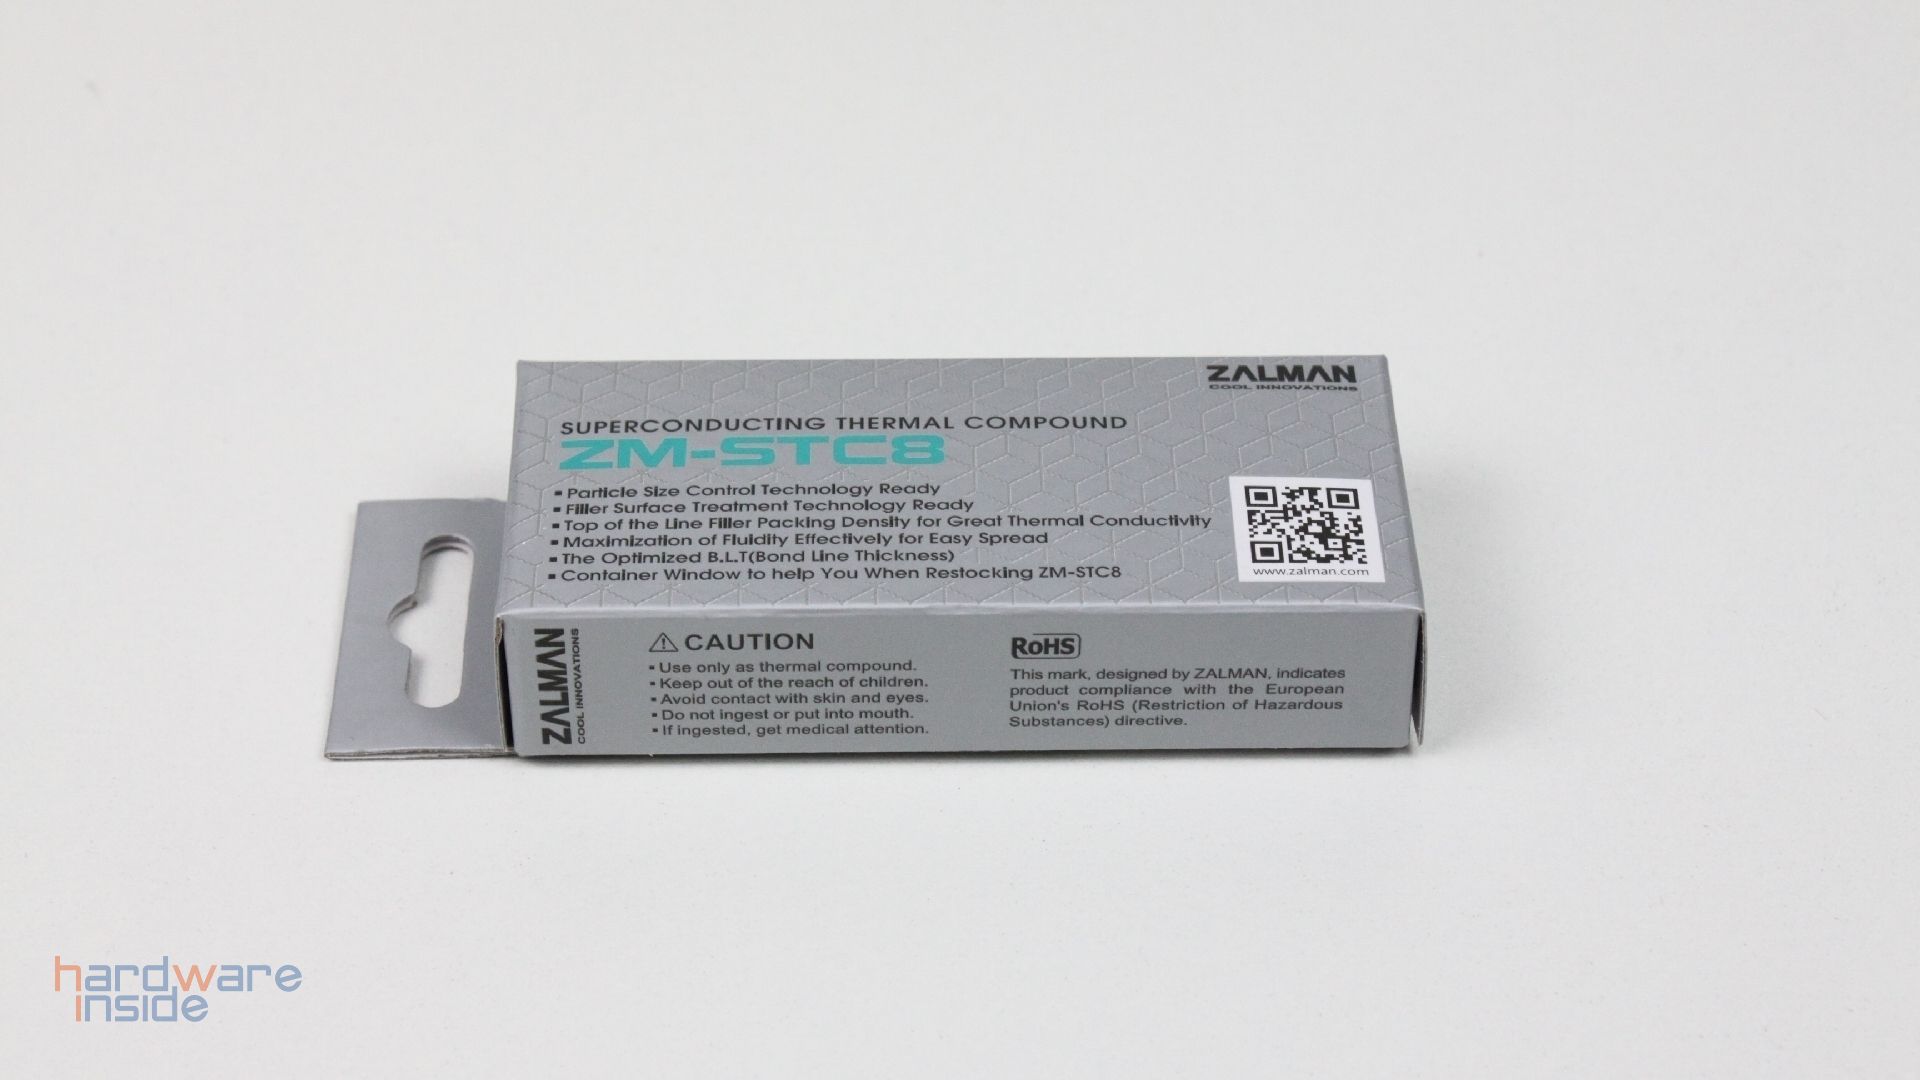 ZALMAN
COOL INNOVATIONS
SUPERCONDUCTING THERMAL COMPOUND
ZM-STC8
▪ Particle Size Control Technology Ready
▪ Filler Surface Treatment Technology Ready
▪ Top of the Line Filler Packing Density for Great Thermal Conductivity
▪ Maximization of Fluidity Effectively for Easy Spread
▪ The Optimized B.L.T(Bond Line Thickness)
▪ Container Window to help You When Restocking ZM-STC8
www.zalman.com
ZALMAN
COOL INNOVATIONS
CAUTION
▪ Use only as thermal compound.
▪ Keep out of the reach of children.
▪ Avoid contact with skin and eyes.
▪ Do not ingest or put into mouth.
▪ If ingested, get medical attention.
RoHS
This mark, designed by ZALMAN, indicates
product compliance with the European
Union's RoHS (Restriction of Hazardous
Substances) directive.
hardware
inside